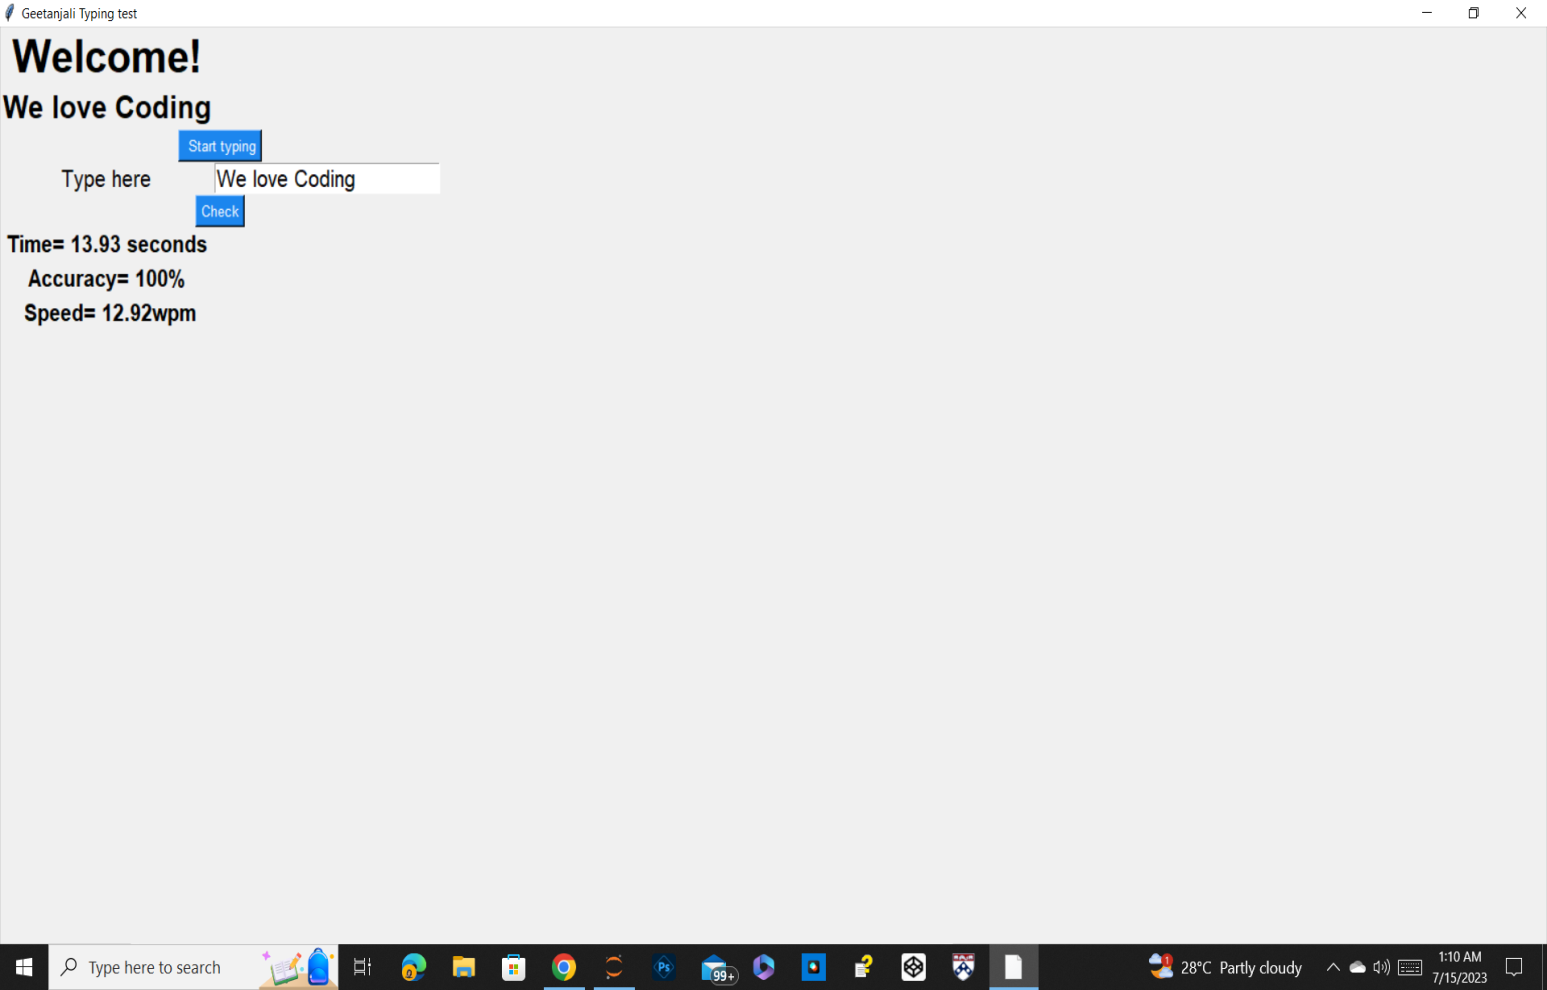 Geetanjali Typing test
Welcome!
We love Coding
Start typing
Type here We love Coding
Check
Time= 13.93 seconds
Accuracy= 100%
Speed= 12.92wpm
Type here to search
Ps
99+
1
28°C Partly cloudy
1:10 AM
7/15/2023